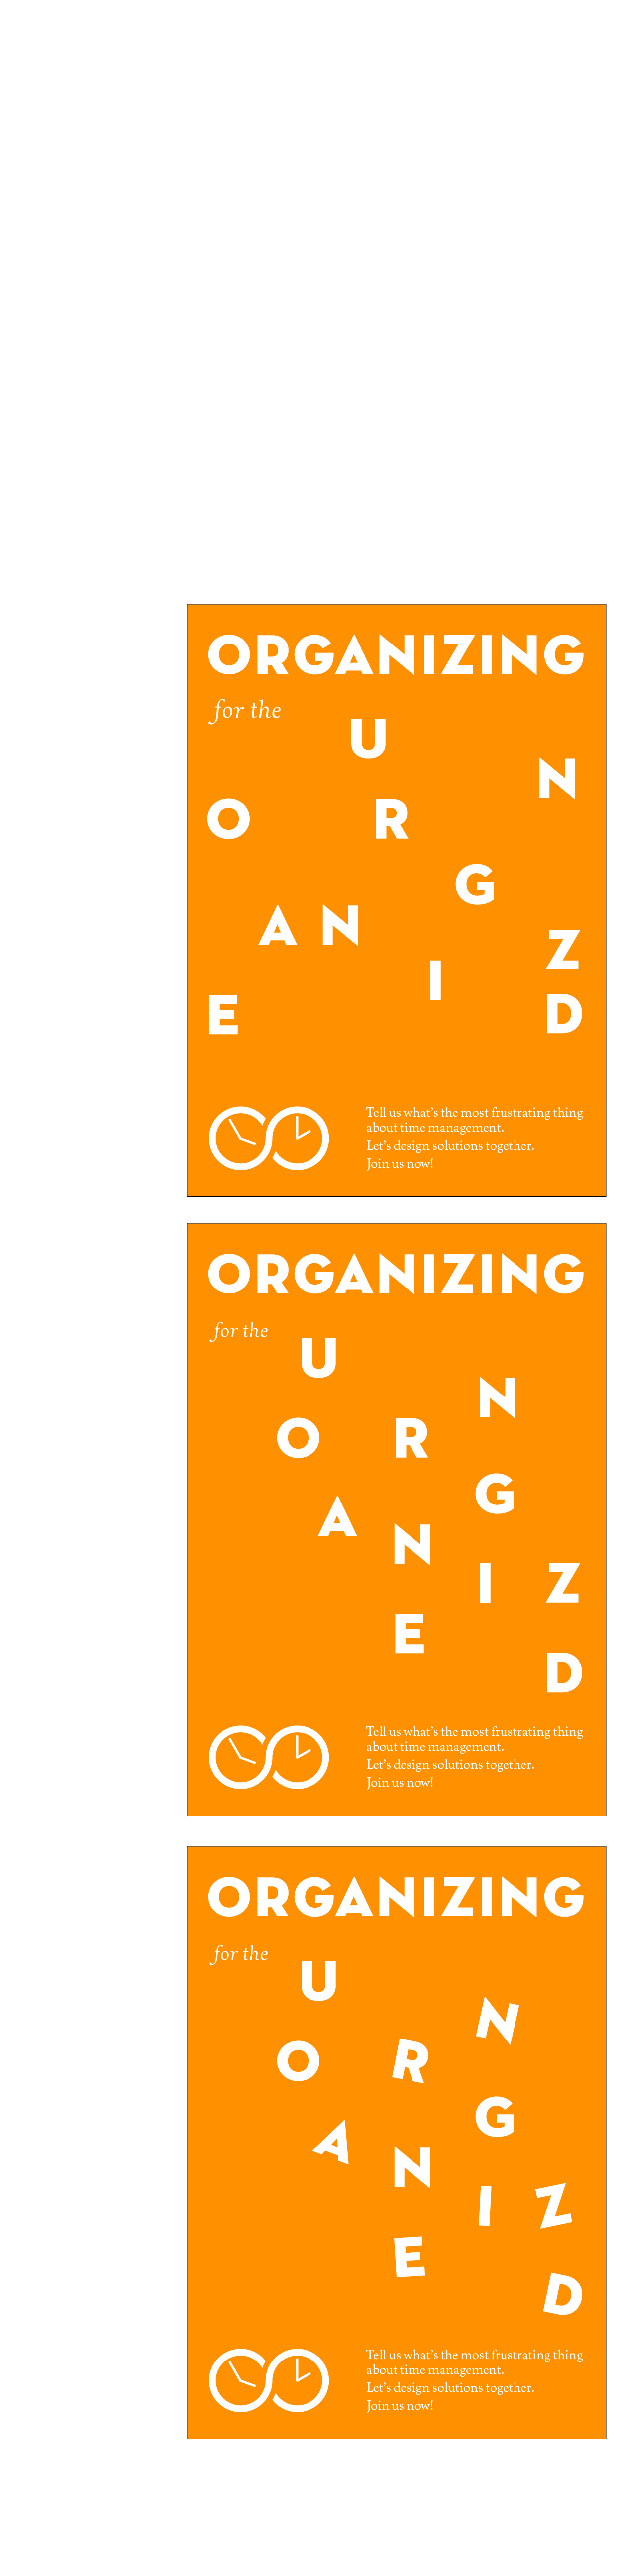 ORGANIZING
for the
U
N
O R
G
A N
Z
I
E D
Tell us what's the most frustrating thing
about time management.
Let's design solutions together.
Join us now!
ORGANIZING
for the
U
N
O R
G
A
N
I Z
E
D
Tell us what's the most frustrating thing
about time management.
Let's design solutions together.
Join us now!
ORGANIZING
for the
U
N
O R
G
A
N
I Z
E
D
Tell us what's the most frustrating thing
about time management.
Let's design solutions together.
Join us now!